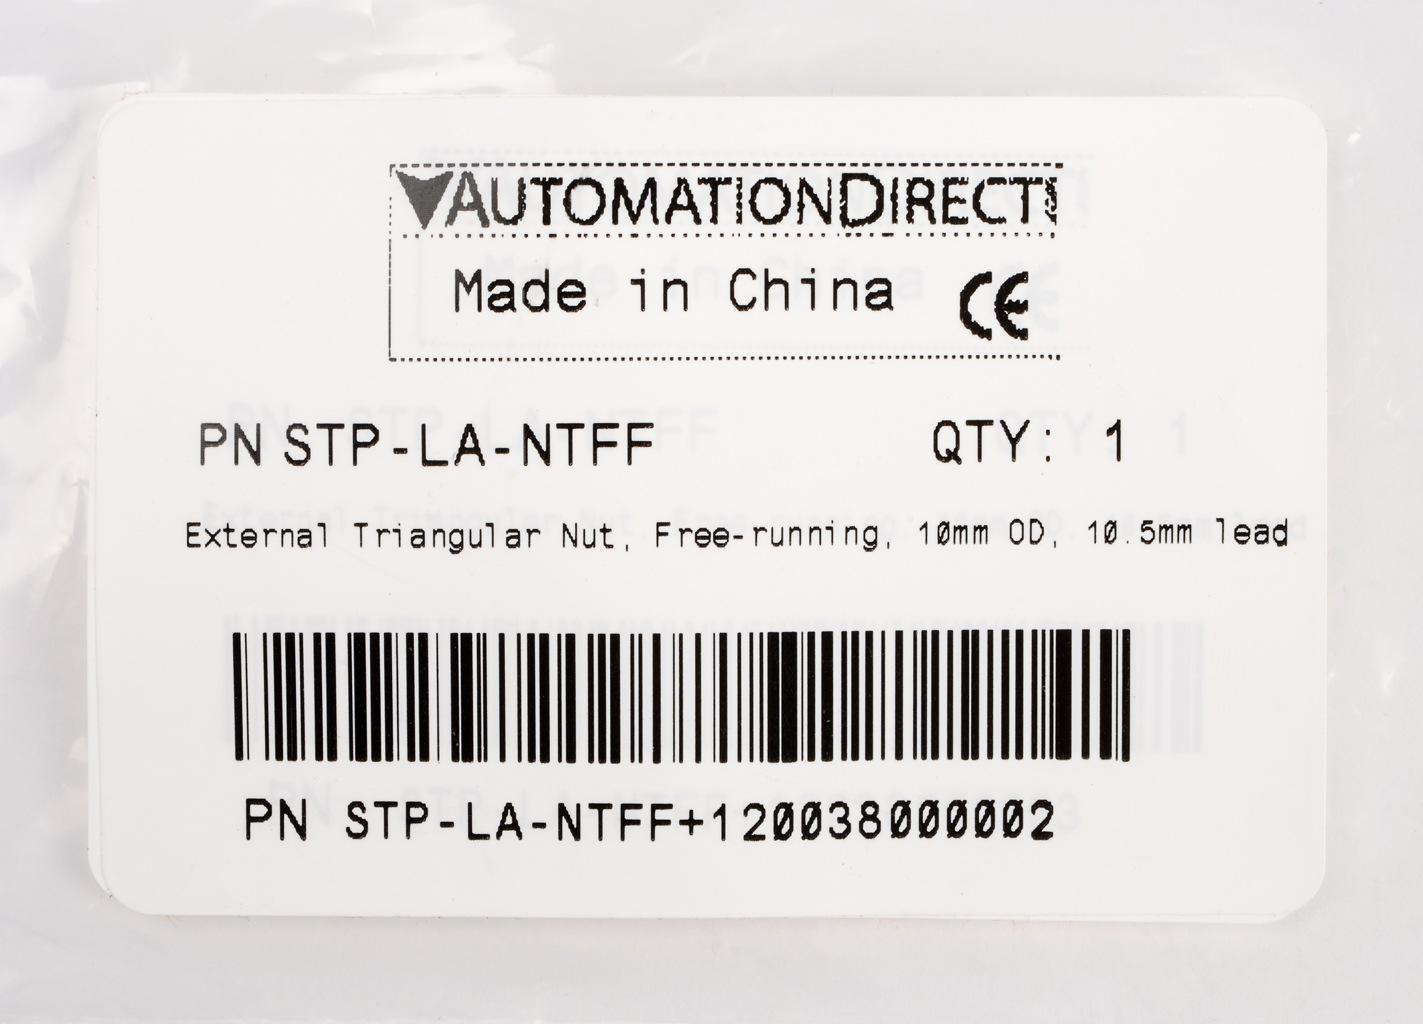 AUTOMATIONDIRECT
Made in China CE
PN STP-LA-NTFF QTY: 1
External Triangular Nut, Free-running, 10mm OD, 10.5mm lead
PN STP-LA-NTFF+120038000002